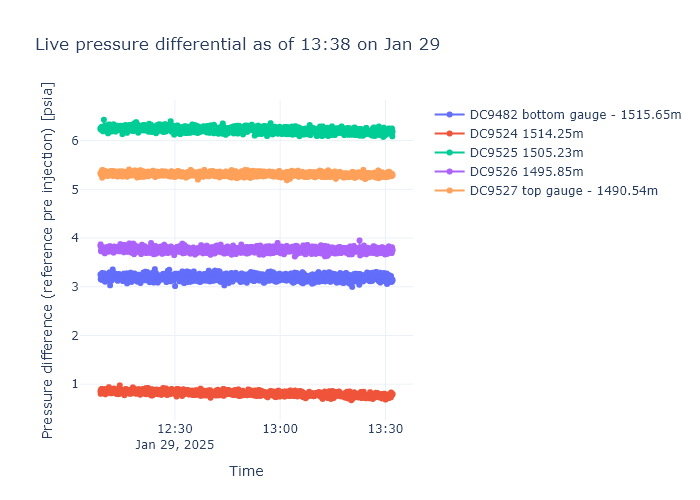 Live pressure differential as of 13:38 on Jan 29
Pressure difference (reference pre injection) [psia]
6
5
4
3
2
1
12:30
Jan 29, 2025
13:00
13:30
Time
DC9482 bottom gauge - 1515.65m
DC9524 1514.25m
DC9525 1505.23m
DC9526 1495.85m
DC9527 top gauge - 1490.54m